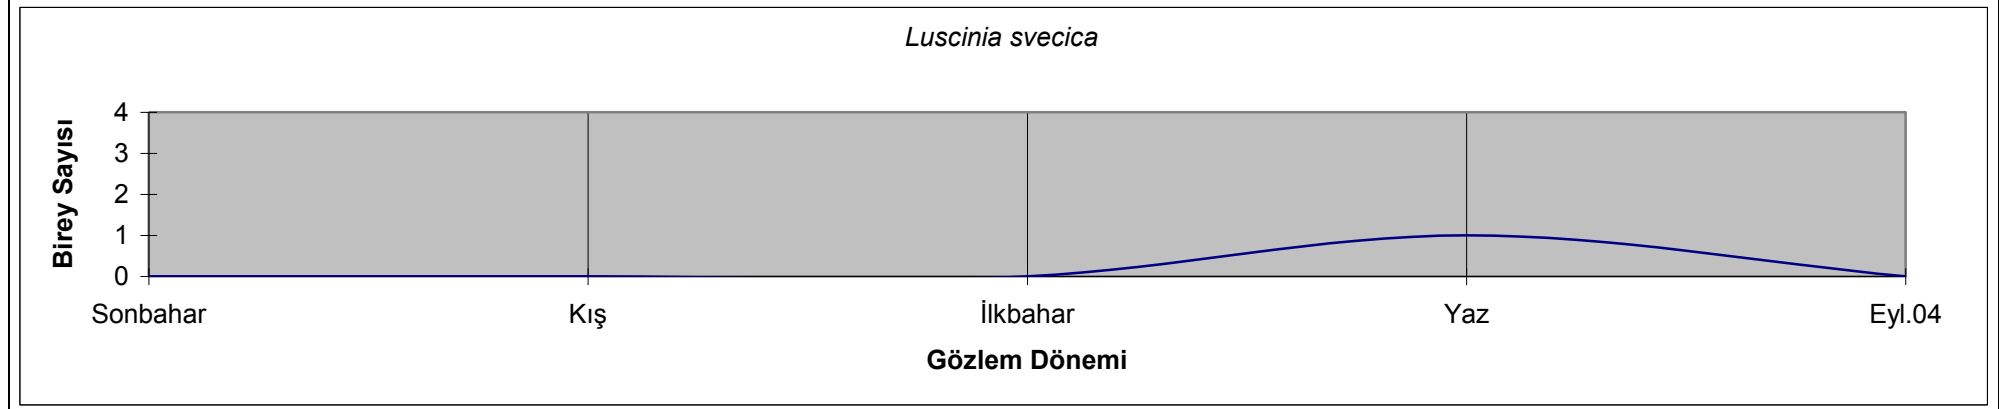 Luscinia svecica
4
3
2
1
0
Birey Sayısı
Sonbahar Kış İlkbahar Yaz Eyl.04
Gözlem Dönemi